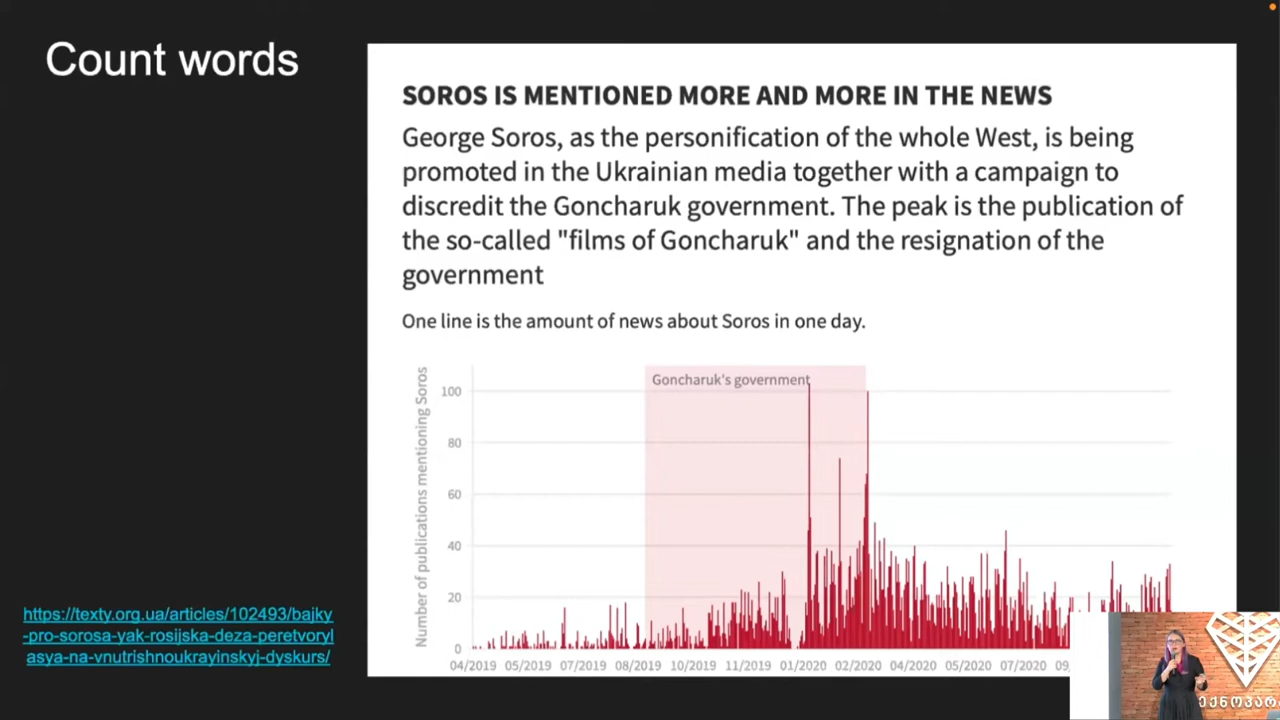 Count words
SOROS IS MENTIONED MORE AND MORE IN THE NEWS
George Soros, as the personification of the whole West, is being
promoted in the Ukrainian media together with a campaign to
discredit the Goncharuk government. The peak is the publication of
the so-called "films of Goncharuk" and the resignation of the
government
One line is the amount of news about Soros in one day.
Number of publications mentioning Soros
Goncharuk's government
100
80
60
40
20
0
04/2019 05/2019 07/2019 08/2019 10/2019 11/2019 01/2020 02/2020 04/2020 05/2020 07/2020 09
https://texty.org.ua/articles/102493/bajky
-pro-sorosa-yak-rosijska-deza-peretvoryl
asya-na-vnutrishnoukrayinskyj-dyskurs/